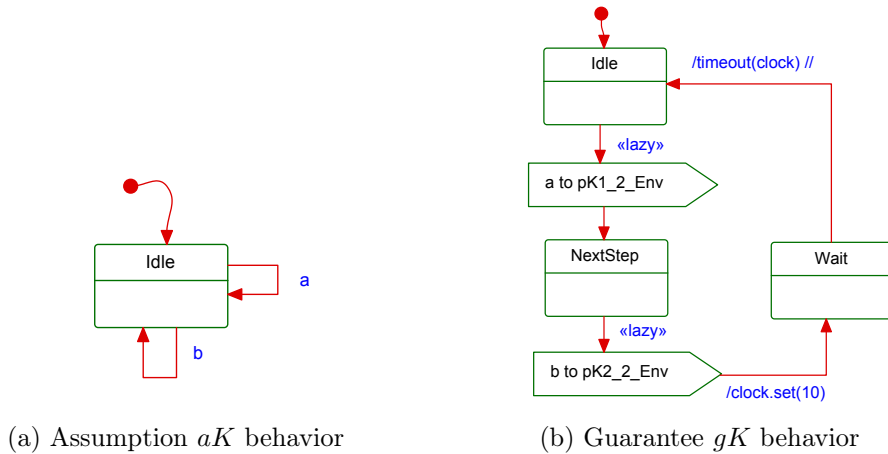 Idle
a
b
(a) Assumption aK behavior
Idle
/timeout(clock) //
«lazy»
a to pK1_2_Env
NextStep
Wait
«lazy»
b to pK2_2_Env
/clock.set(10)
(b) Guarantee gK behavior